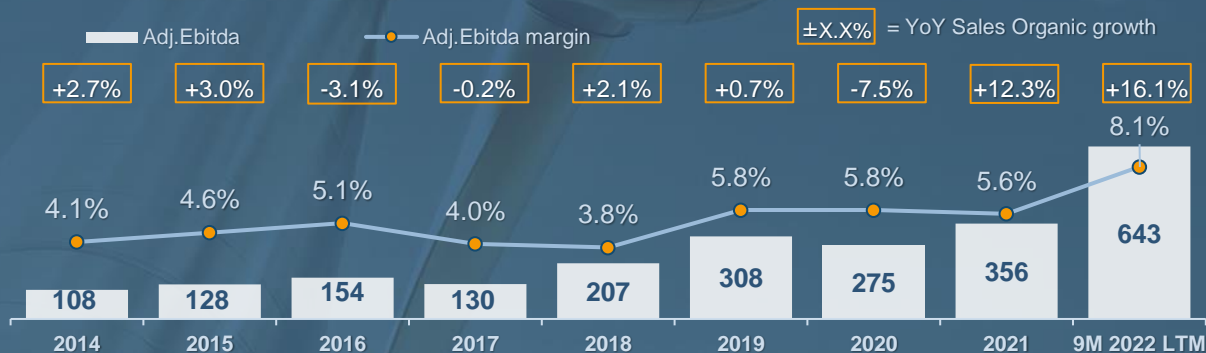 Adj.Ebitda
Adj.Ebitda margin
±X.X% = YoY Sales Organic growth
+2.7% +3.0% -3.1% -0.2% +2.1% +0.7% -7.5% +12.3% +16.1%
4.1% 4.6% 5.1% 4.0% 3.8% 5.8% 5.8% 5.6% 8.1%
108 128 154 130 207 308 275 356 643
2014 2015 2016 2017 2018 2019 2020 2021 9M 2022 LTM